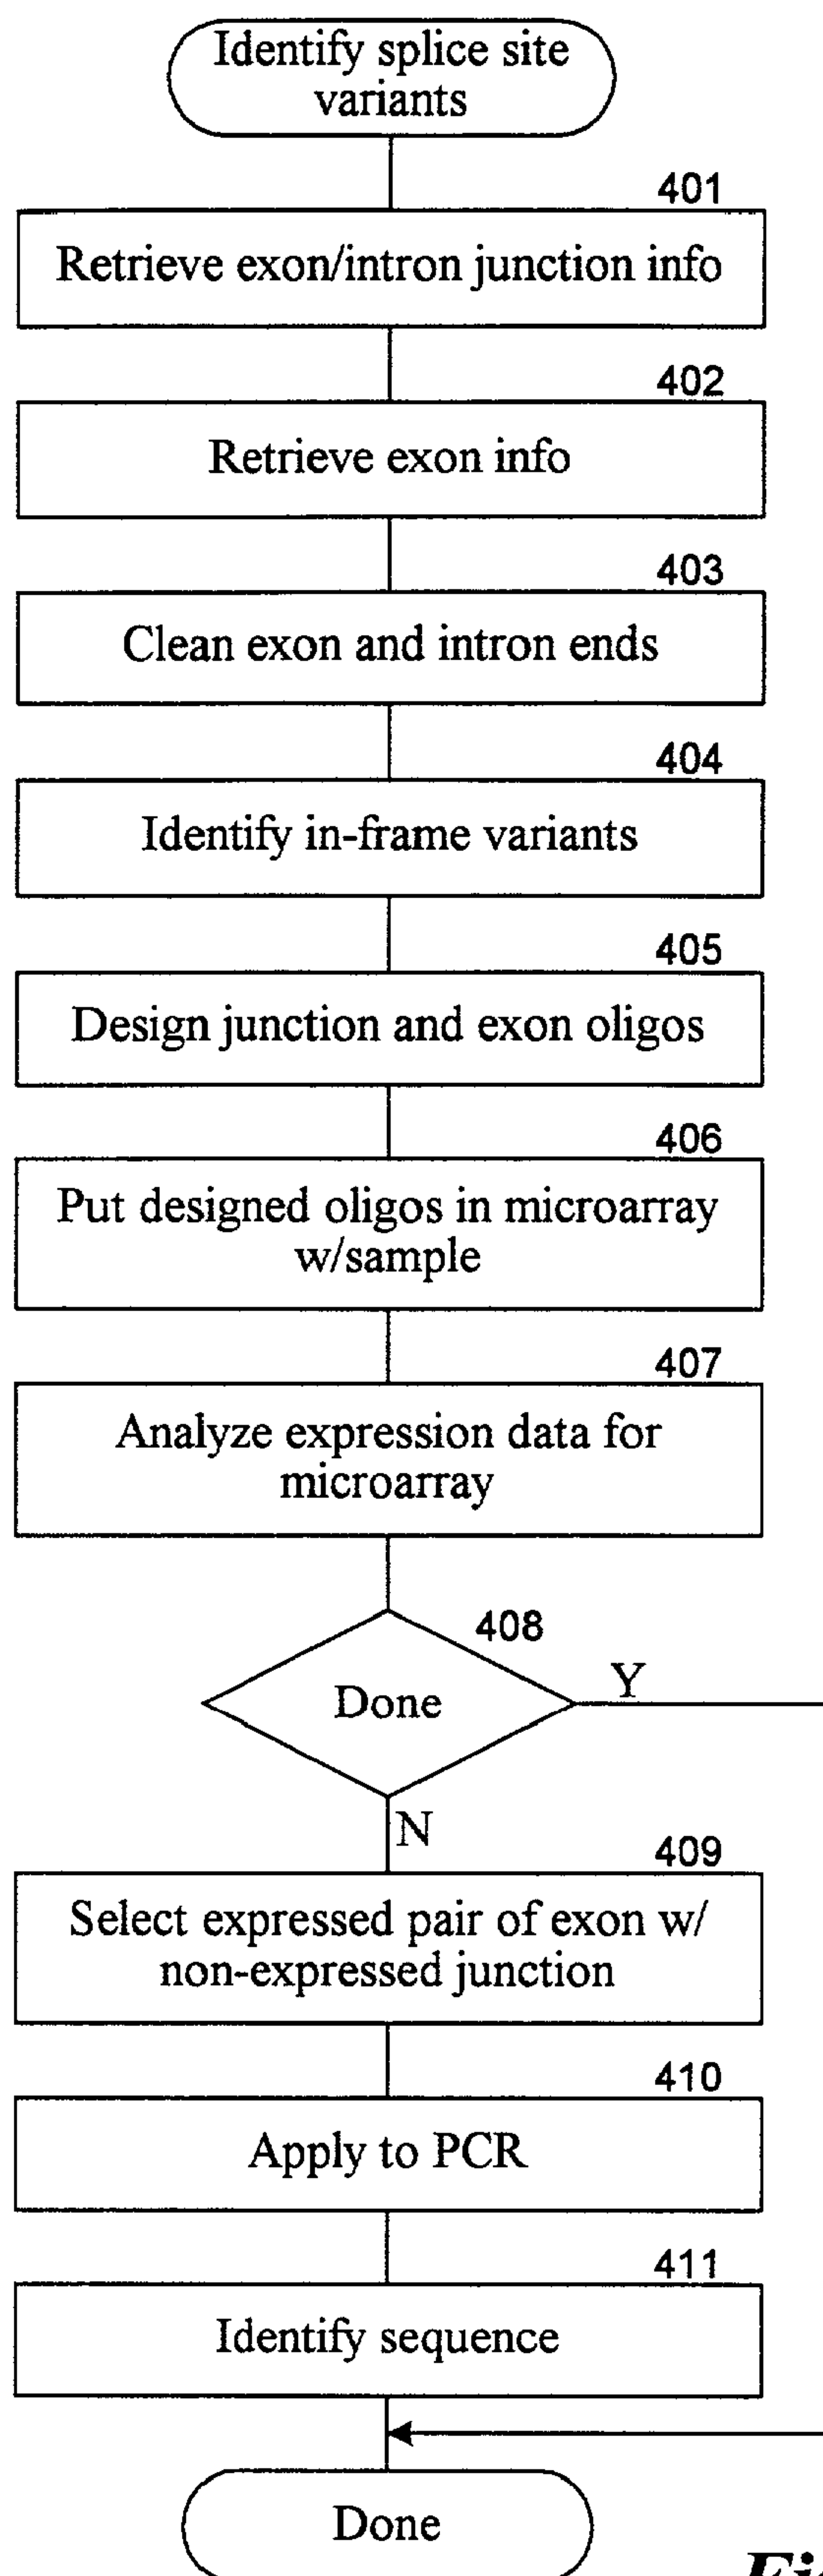 Identify splice site
variants
401
Retrieve exon/intron junction info
402
Retrieve exon info
403
Clean exon and intron ends
404
Identify in-frame variants
405
Design junction and exon oligos
406
Put designed oligos in microarray
w/sample
407
Analyze expression data for
microarray
408
Done
Y
N
409
Select expressed pair of exon w/
non-expressed junction
410
Apply to PCR
411
Identify sequence
Done